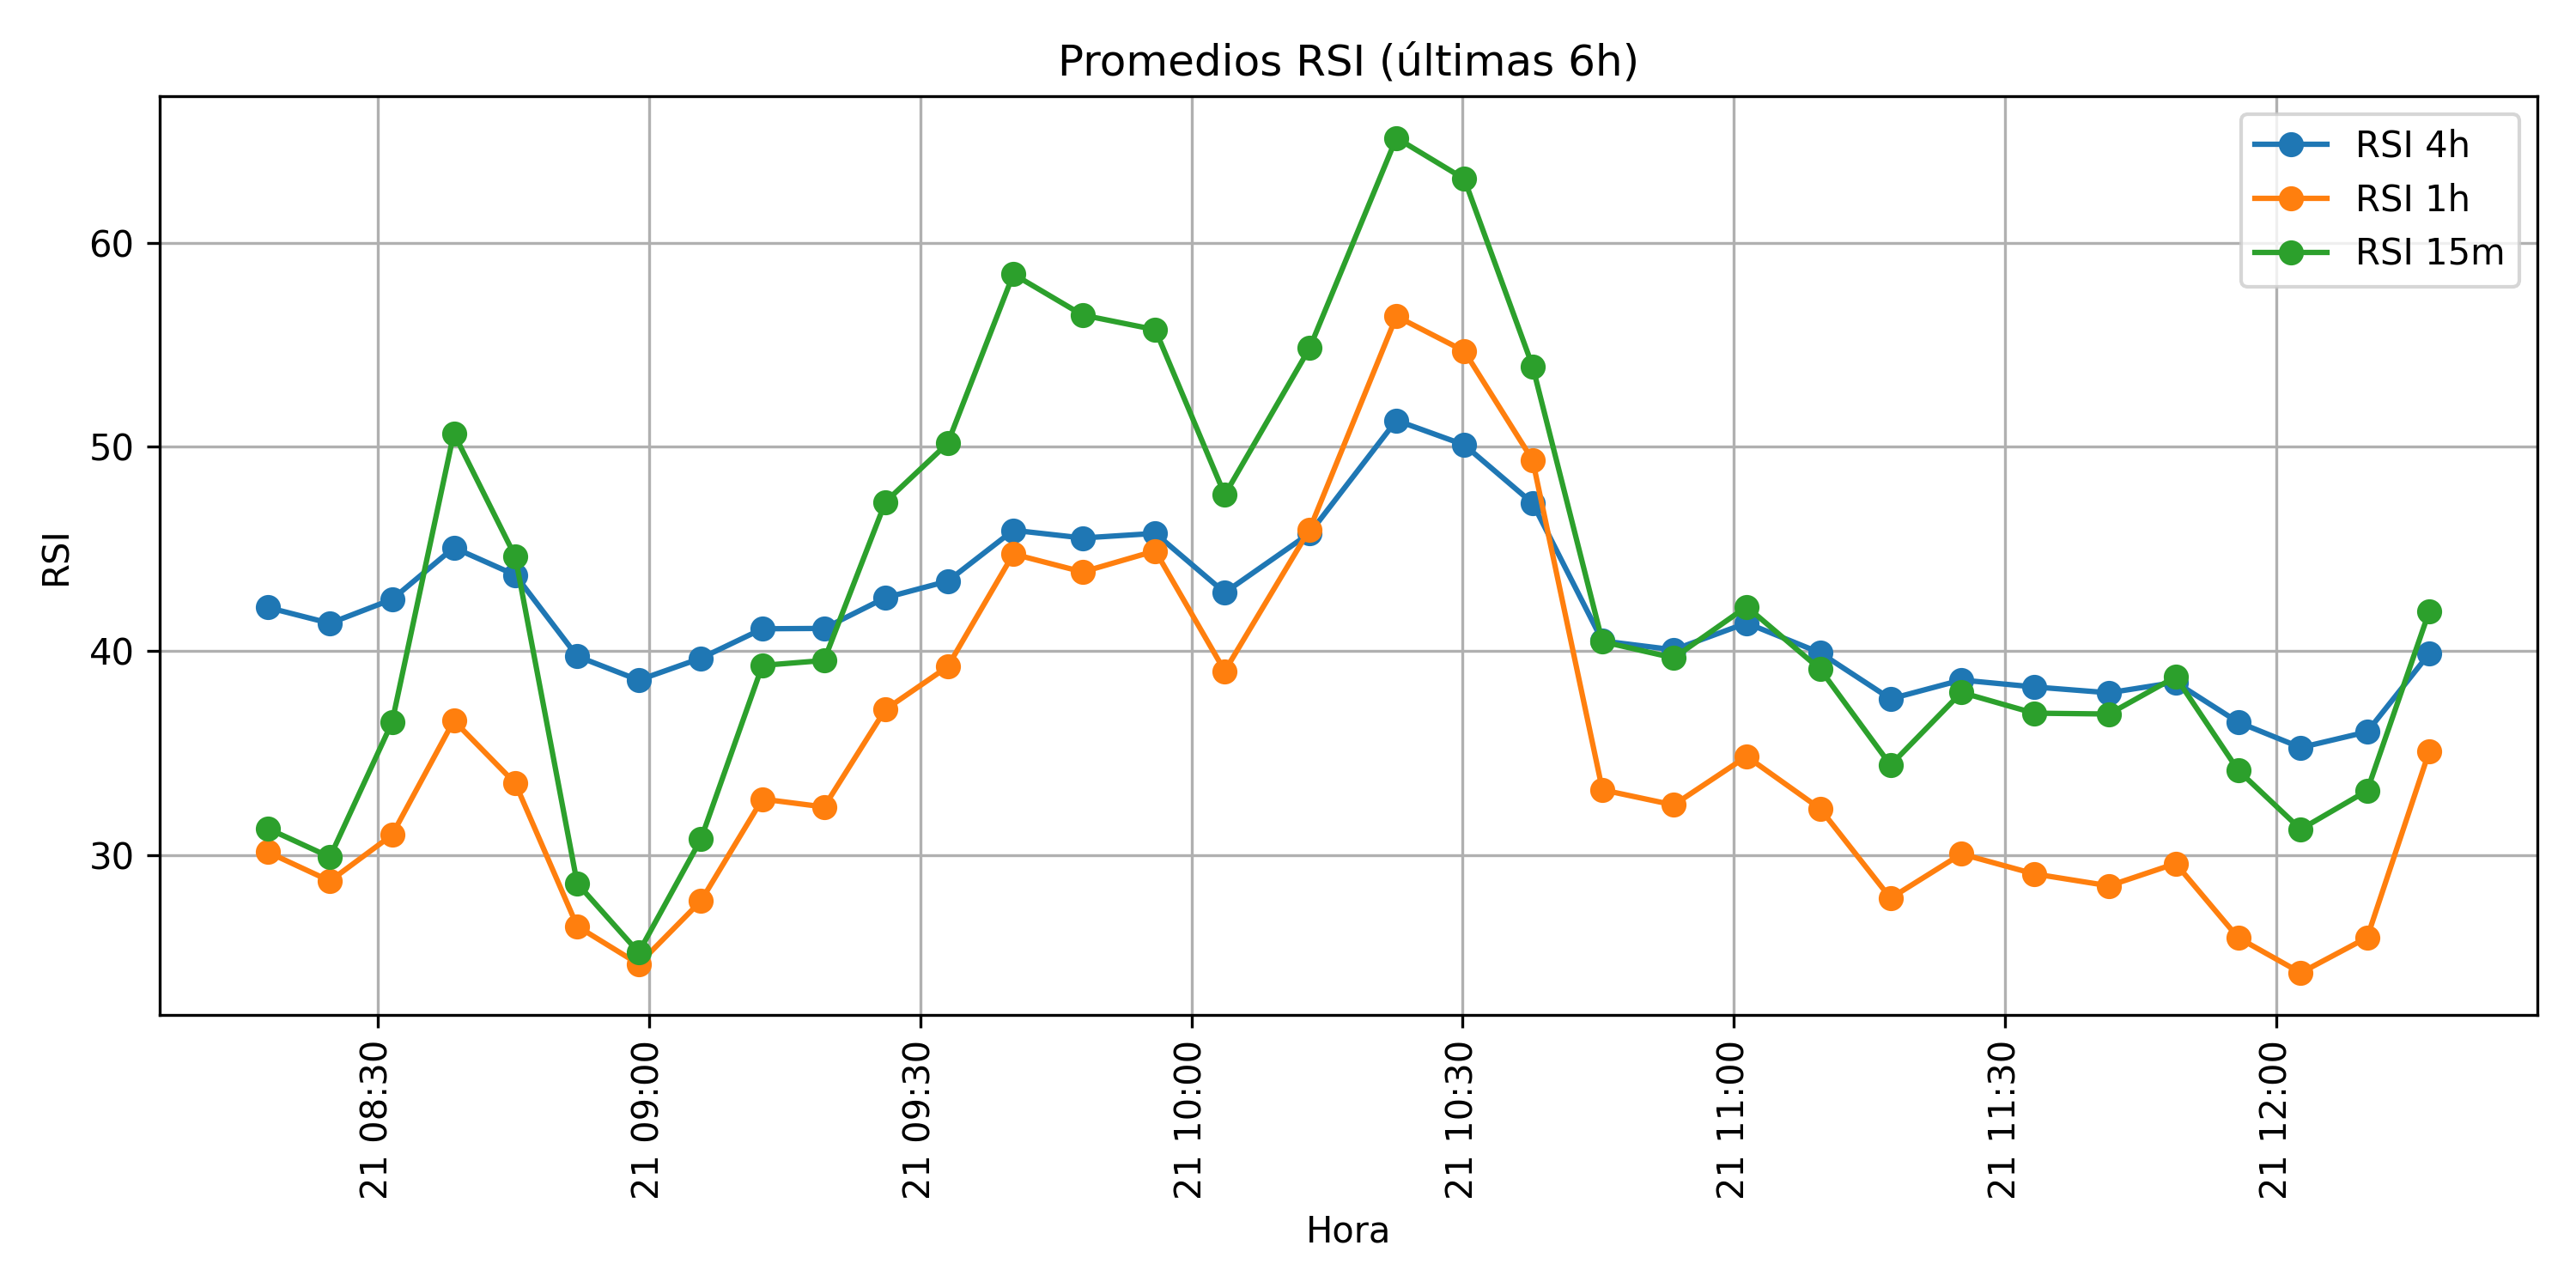 Promedios RSI (últimas 6h)
RSI 4h
RSI 1h
RSI 15m
RSI
60
50
40
30
21 08:30
21 09:00
21 09:30
21 10:00
21 10:30
21 11:00
21 11:30
21 12:00
Hora